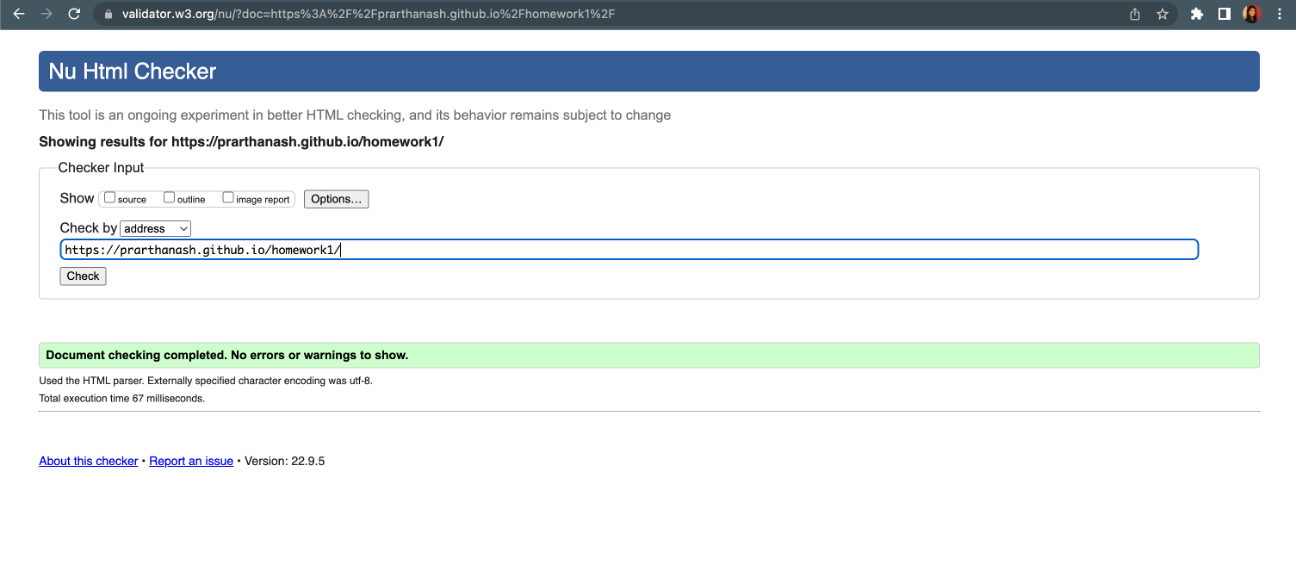 validator.w3.org/nu/?doc=https%3A%2F%2Fprarthanash.github.io%2Fhomework1%2F
Nu Html Checker
This tool is an ongoing experiment in better HTML checking, and its behavior remains subject to change
Showing results for https://prarthanash.github.io/homework1/
Checker Input
Show source outline image report Options...
Check by address
https://prarthanash.github.io/homework1/
Check
Document checking completed. No errors or warnings to show.
Used the HTML parser. Externally specified character encoding was utf-8.
Total execution time 67 milliseconds.
About this checker • Report an issue • Version: 22.9.5